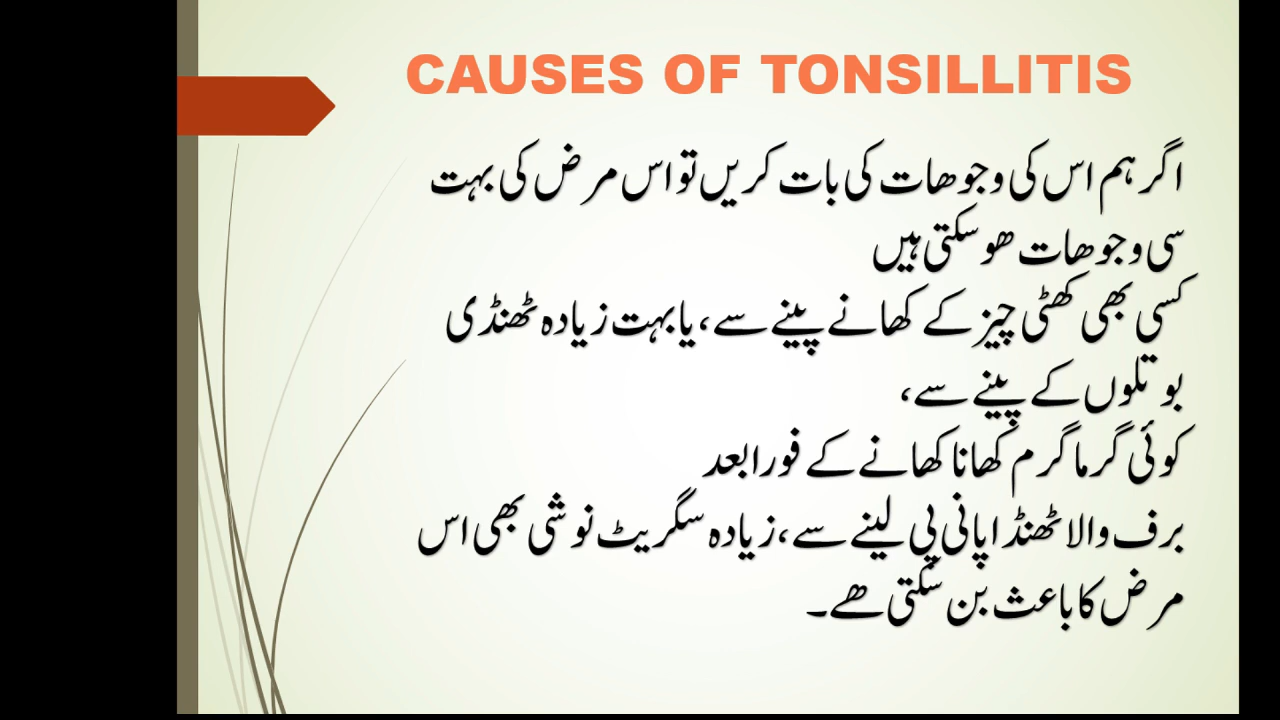 CAUSES OF TONSILLITIS
اگر ہم اس کی وجوھات کی بات کریں تو اس مرض کی بہت
سی وجوھات ھو سکتی ہیں
کسی بھی کھٹی چیز کے کھانے پینے سے، یا بہت زیادہ ٹھنڈی
بوتلوں کے پینے سے،
کوئی گرما گرم کھانا کھانے کے فورا بعد
برف والا ٹھنڈا پانی پی لینے سے، زیادہ سگریٹ نوشی بھی اس
مرض کا باعث بن سکتی ھے۔